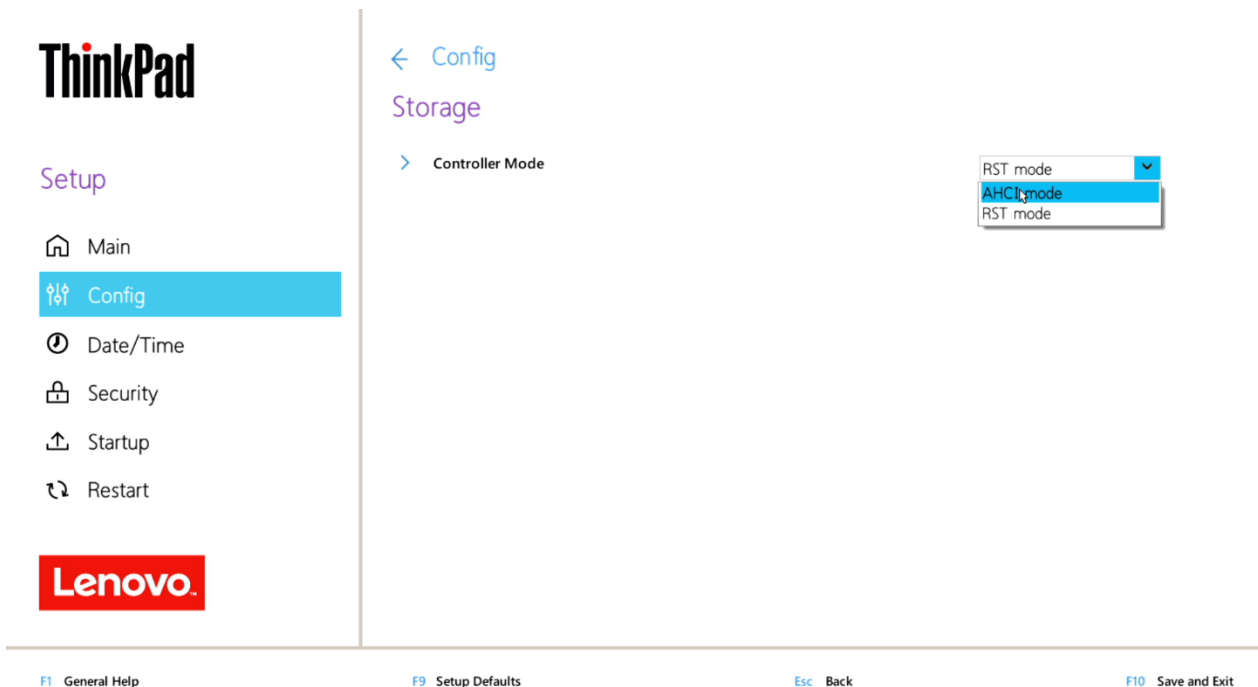 ThinkPad
Setup
Main
Config
Date/Time
Security
Startup
Restart
Lenovo™
Config
Storage
Controller Mode
RST mode
AHCI mode
RST mode
F1 General Help
F9 Setup Defaults
Esc Back
F10 Save and Exit